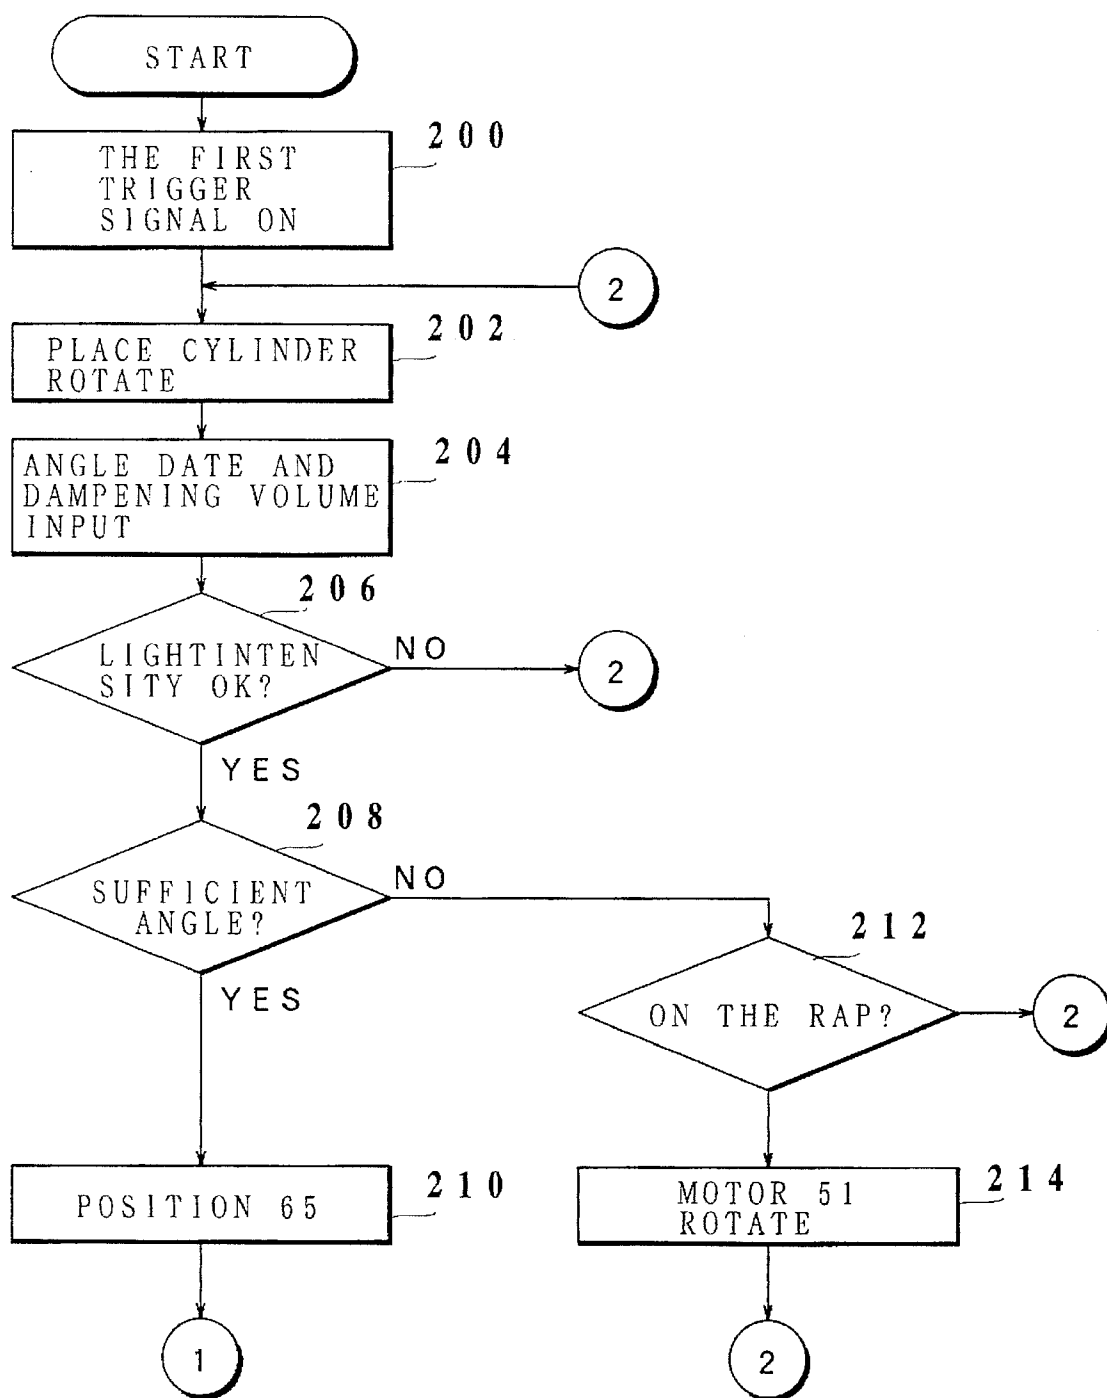 START
200
THE FIRST
TRIGGER
SIGNAL ON
2
202
PLACE CYLINDER
ROTATE
204
ANGLE DATE AND
DAMPENING VOLUME
INPUT
206
LIGHTINTEN
SITY OK?
NO
2
YES
208
SUFFICIENT
ANGLE?
NO
YES
212
ON THE RAP?
2
210
POSITION 65
214
MOTOR 51
ROTATE
1
2